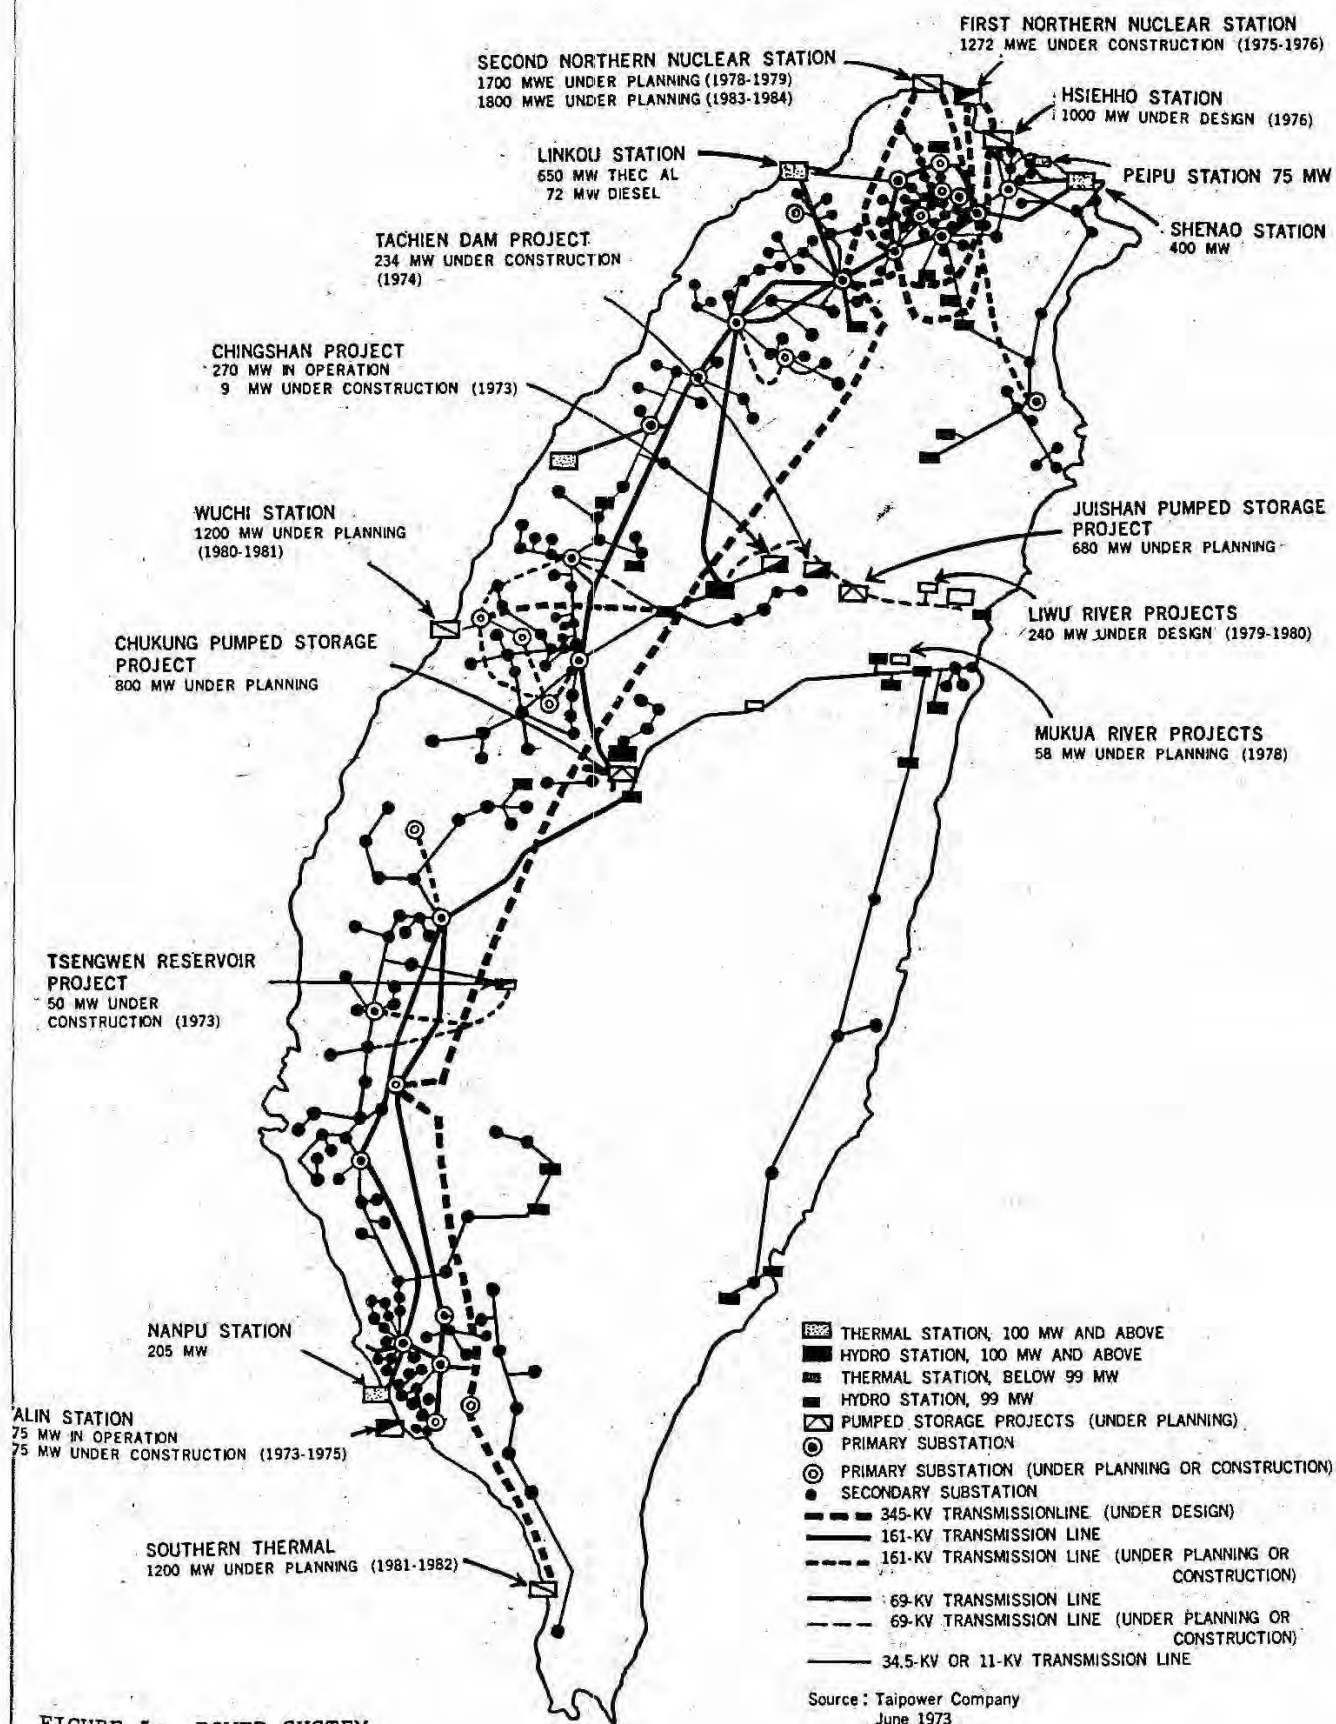 FIRST NORTHERN NUCLEAR STATION
1272 MWE UNDER CONSTRUCTION (1975-1976)
SECOND NORTHERN NUCLEAR STATION
1700 MWE UNDER PLANNING (1978-1979)
1800 MWE UNDER PLANNING (1983-1984)
HSIEHHO STATION
1000 MW UNDER DESIGN (1976)
LINKOU STATION
650 MW THEC AL
72 MW DIESEL
PEIPU STATION 75 MW
SHENAO STATION
400 MW
TACHIEN DAM PROJECT
234 MW UNDER CONSTRUCTION
(1974)
CHINGSHAN PROJECT
270 MW IN OPERATION
9 MW UNDER CONSTRUCTION (1973)
WUCHI STATION
1200 MW UNDER PLANNING
(1980-1981)
JUISHAN PUMPED STORAGE
PROJECT
680 MW UNDER PLANNING
LIWU RIVER PROJECTS
240 MW UNDER DESIGN (1979-1980)
CHUKUNG PUMPED STORAGE
PROJECT
800 MW UNDER PLANNING
MUKUA RIVER PROJECTS
58 MW UNDER PLANNING (1978)
TSENGWEN RESERVOIR
PROJECT
50 MW UNDER
CONSTRUCTION (1973)
NANPU STATION
205 MW
ALIN STATION
75 MW IN OPERATION
75 MW UNDER CONSTRUCTION (1973-1975)
SOUTHERN THERMAL
1200 MW UNDER PLANNING (1981-1982)
THERMAL STATION, 100 MW AND ABOVE
HYDRO STATION, 100 MW AND ABOVE
THERMAL STATION, BELOW 99 MW
HYDRO STATION, 99 MW
PUMPED STORAGE PROJECTS (UNDER PLANNING)
PRIMARY SUBSTATION
PRIMARY SUBSTATION (UNDER PLANNING OR CONSTRUCTION)
SECONDARY SUBSTATION
345-KV TRANSMISSIONLINE (UNDER DESIGN)
161-KV TRANSMISSION LINE
161-KV TRANSMISSION LINE (UNDER PLANNING OR
CONSTRUCTION)
69-KV TRANSMISSION LINE
69-KV TRANSMISSION LINE (UNDER PLANNING OR
CONSTRUCTION)
34.5-KV OR 11-KV TRANSMISSION LINE
Source: Taipower Company
June 1973
POWER SYSTEM